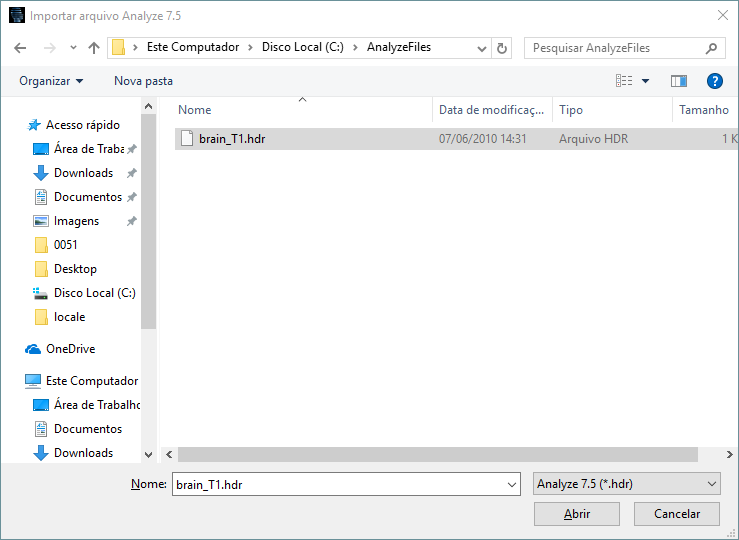 Importar arquivo Analyze 7.5
Este Computador Disco Local (C:) AnalyzeFiles Pesquisar AnalyzeFiles
Organizar Nova pasta ?
Nome Data de modificaç... Tipo Tamanho
brain_T1.hdr 07/06/2010 14:31 Arquivo HDR 1 K
Acesso rápido
Área de Traba
Downloads
Documentos
Imagens
0051
Desktop
Disco Local (C:)
locale
OneDrive
Este Computador
Área de Trabalho
Documentos
Downloads
Nome: brain_T1.hdr Analyze 7.5 (*.hdr)
Abrir Cancelar